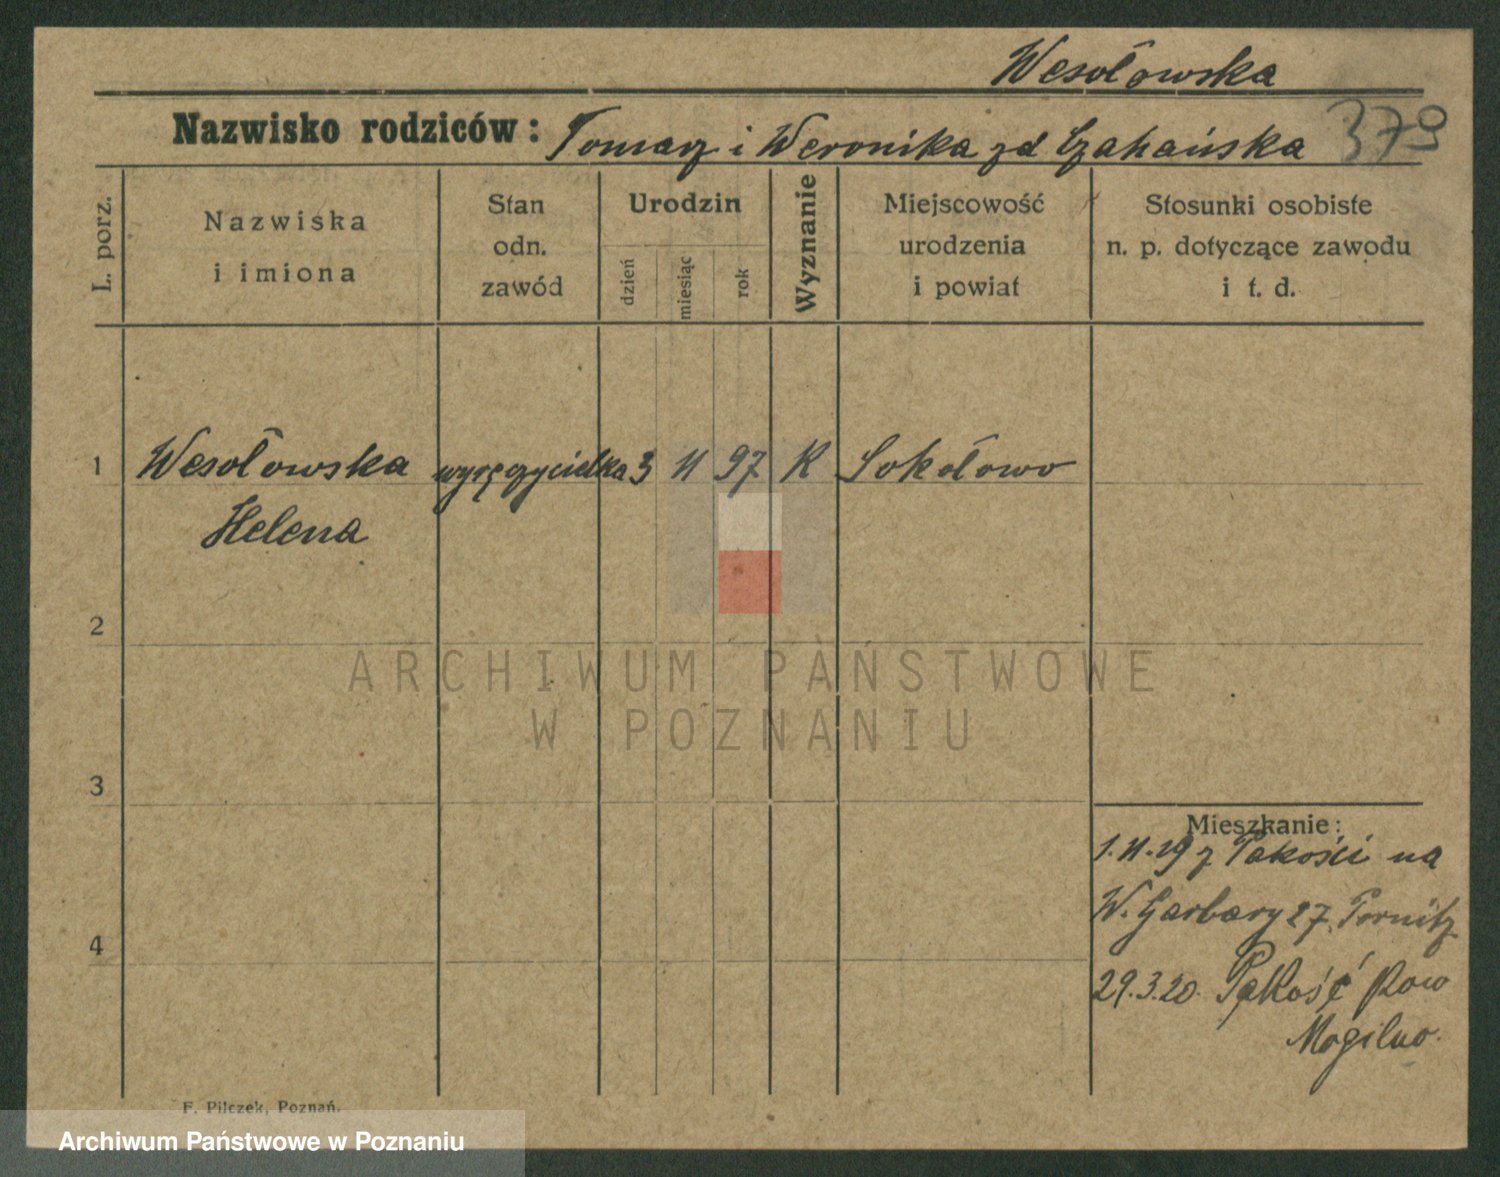 Wesołowska
Nazwisko rodziców: Tomasz i Weronika zd Czahańska 379
L. porz.
Nazwiska
i imiona
Stan
odn.
zawód
Urodzin
dzień
miesiąc
rok
Wyznanie
Miejscowość
urodzenia
i powiat
Stosunki osobiste
n. p. dotyczące zawodu
i t. d.
1 Wesołowska wyręczycielka 3 11 97 K Sokołowo
Helena
2
3
4
Mieszkanie:
1.11.19 z Pakości na
W. Garbary 27.
29.3.20. Pakość Pow
Mogilno.
F. Pilczek, Poznań.
ARCHIWUM PAŃSTWOWE
W POZNANIU
Archiwum Państwowe w Poznaniu